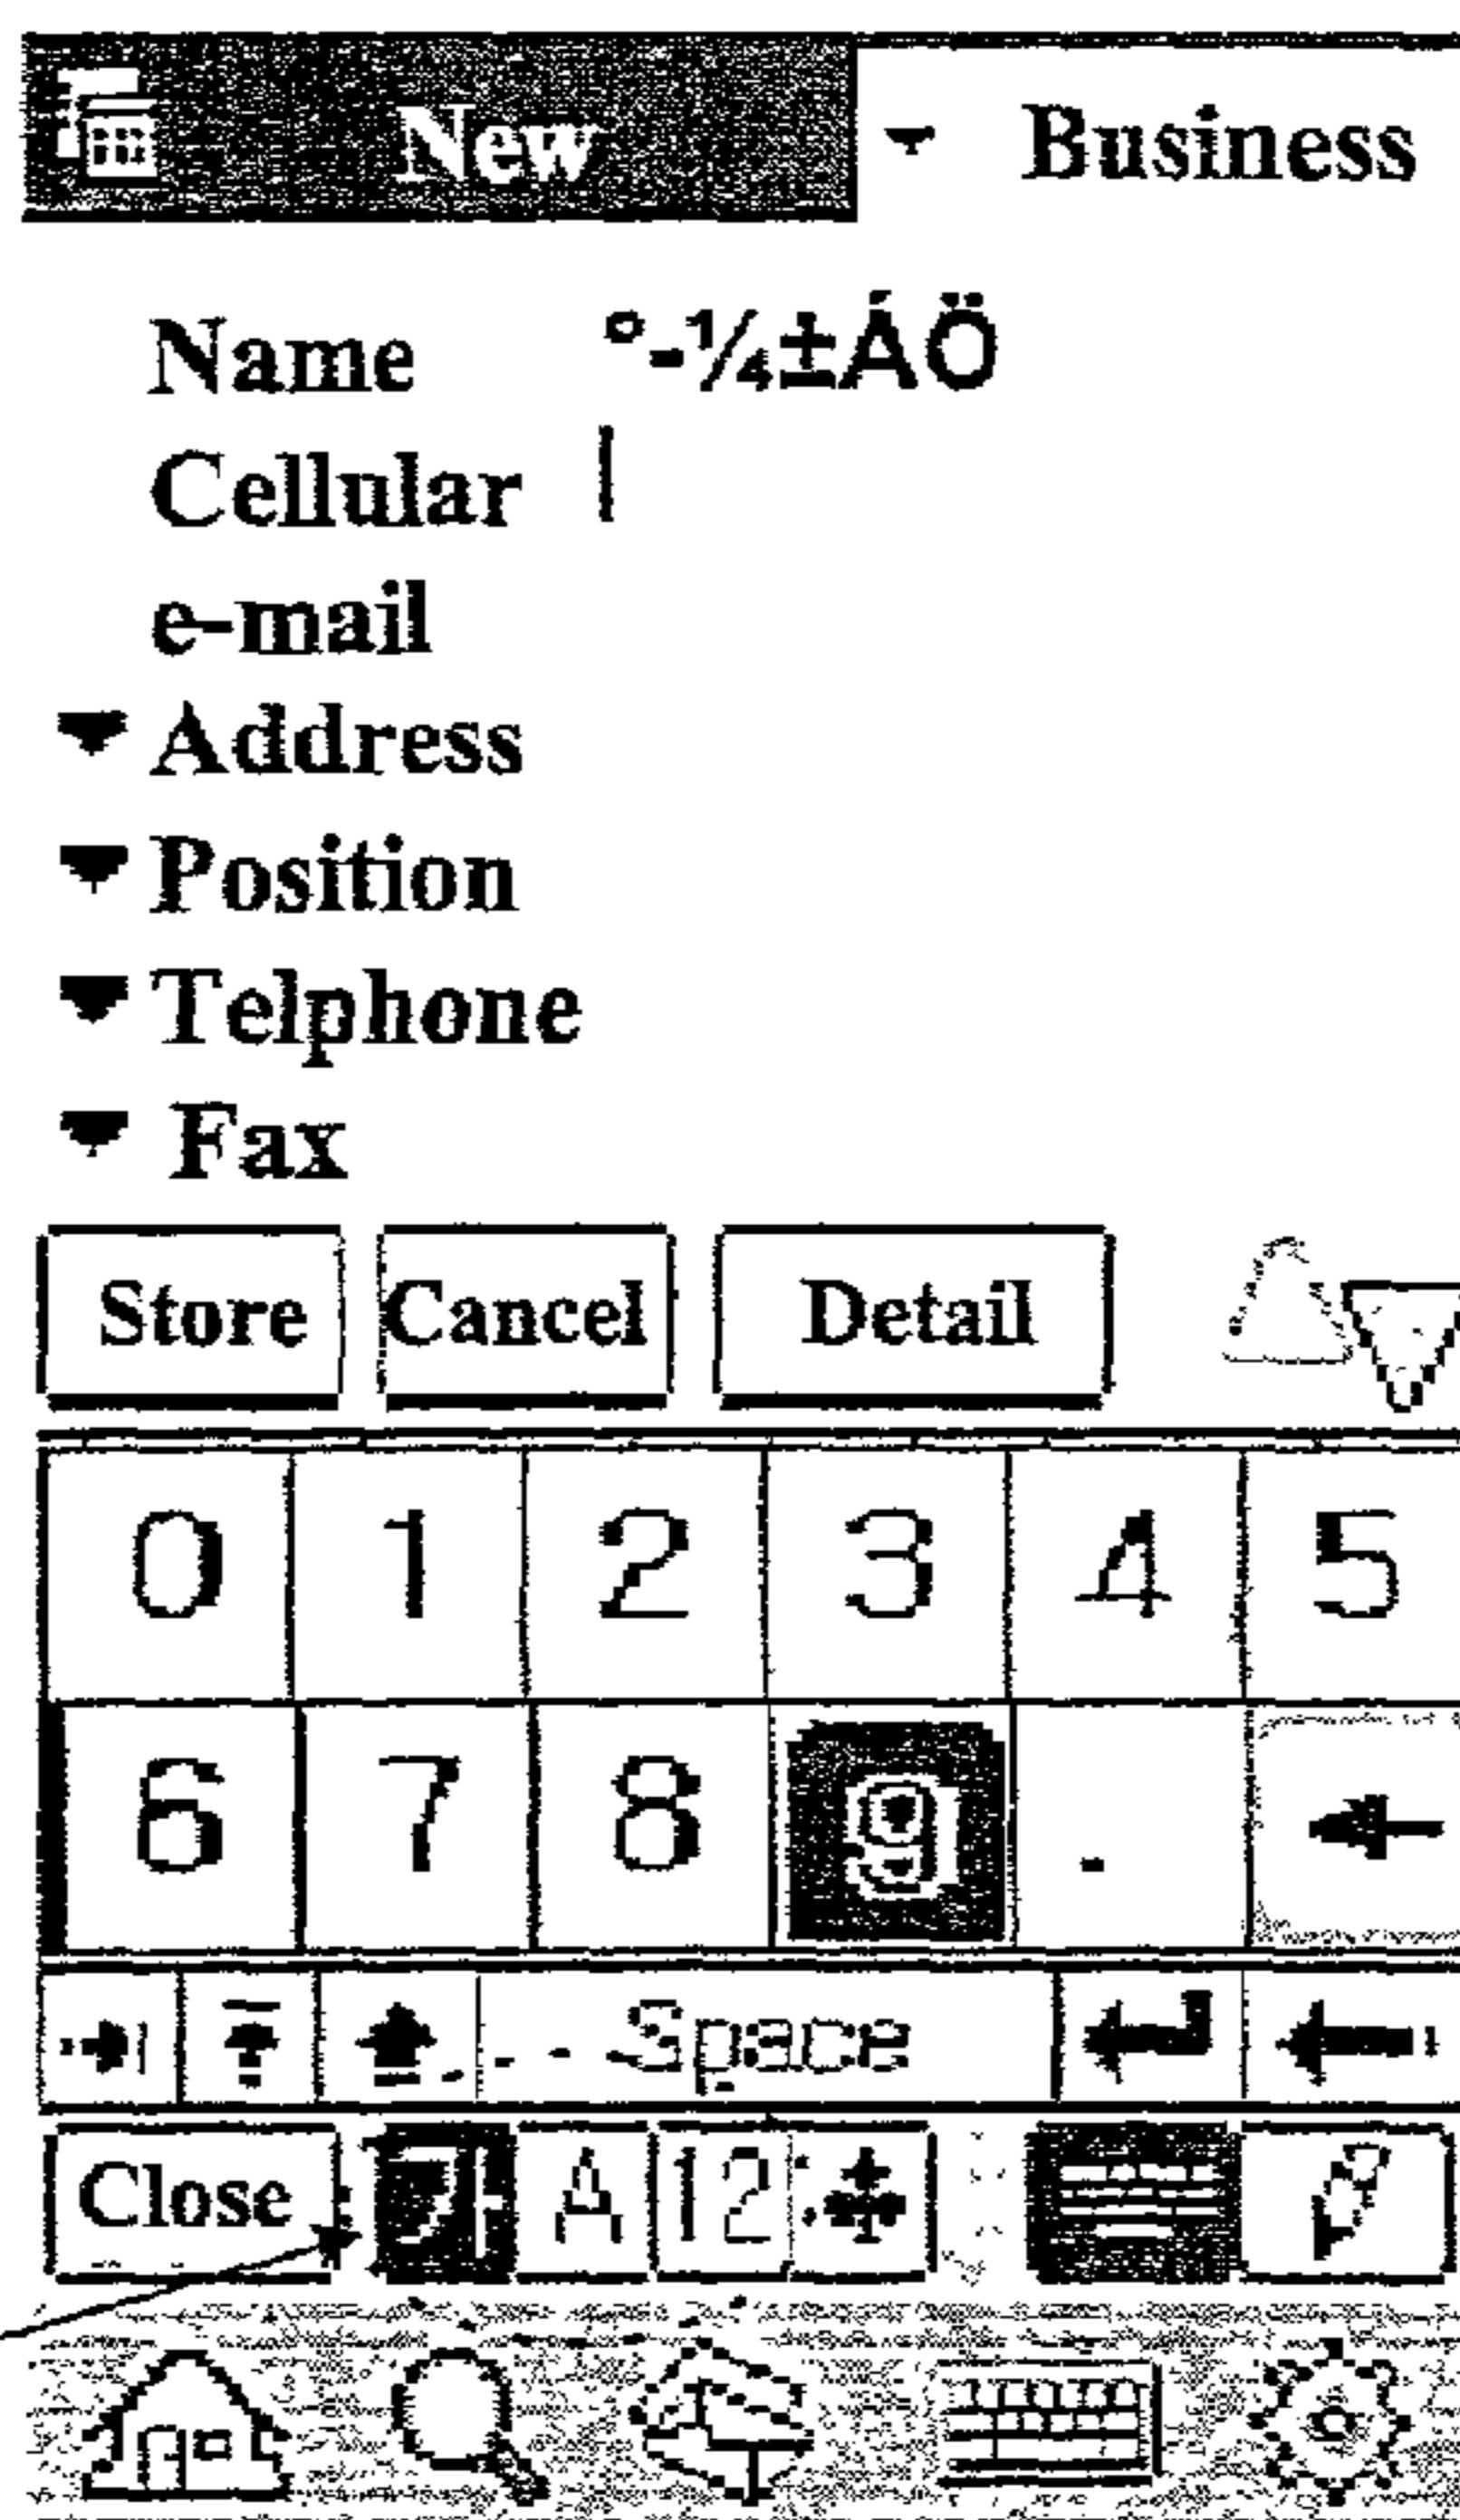 New Business
Name °-¼±ÁÖ
Cellular
e-mail
Address
Position
Telphone
Fax
Store Cancel Detail
0 1 2 3 4 5
6 7 8 9 .
Space
Close A 12